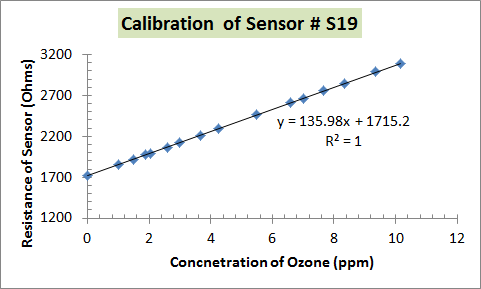 Calibration of Sensor # S19
Resistance of Sensor (Ohms)
3200
2700
2200
1700
1200
y = 135.98x + 1715.2
R² = 1
0 2 4 6 8 10 12
Concnetration of Ozone (ppm)